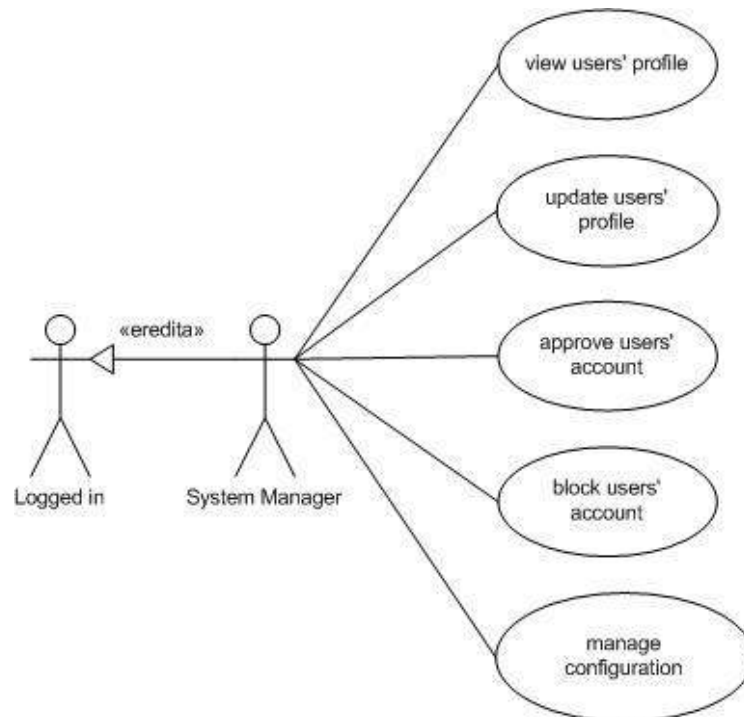 view users' profile
update users'
profile
«eredita»
approve users'
account
Logged in
System Manager
block users'
account
manage
configuration